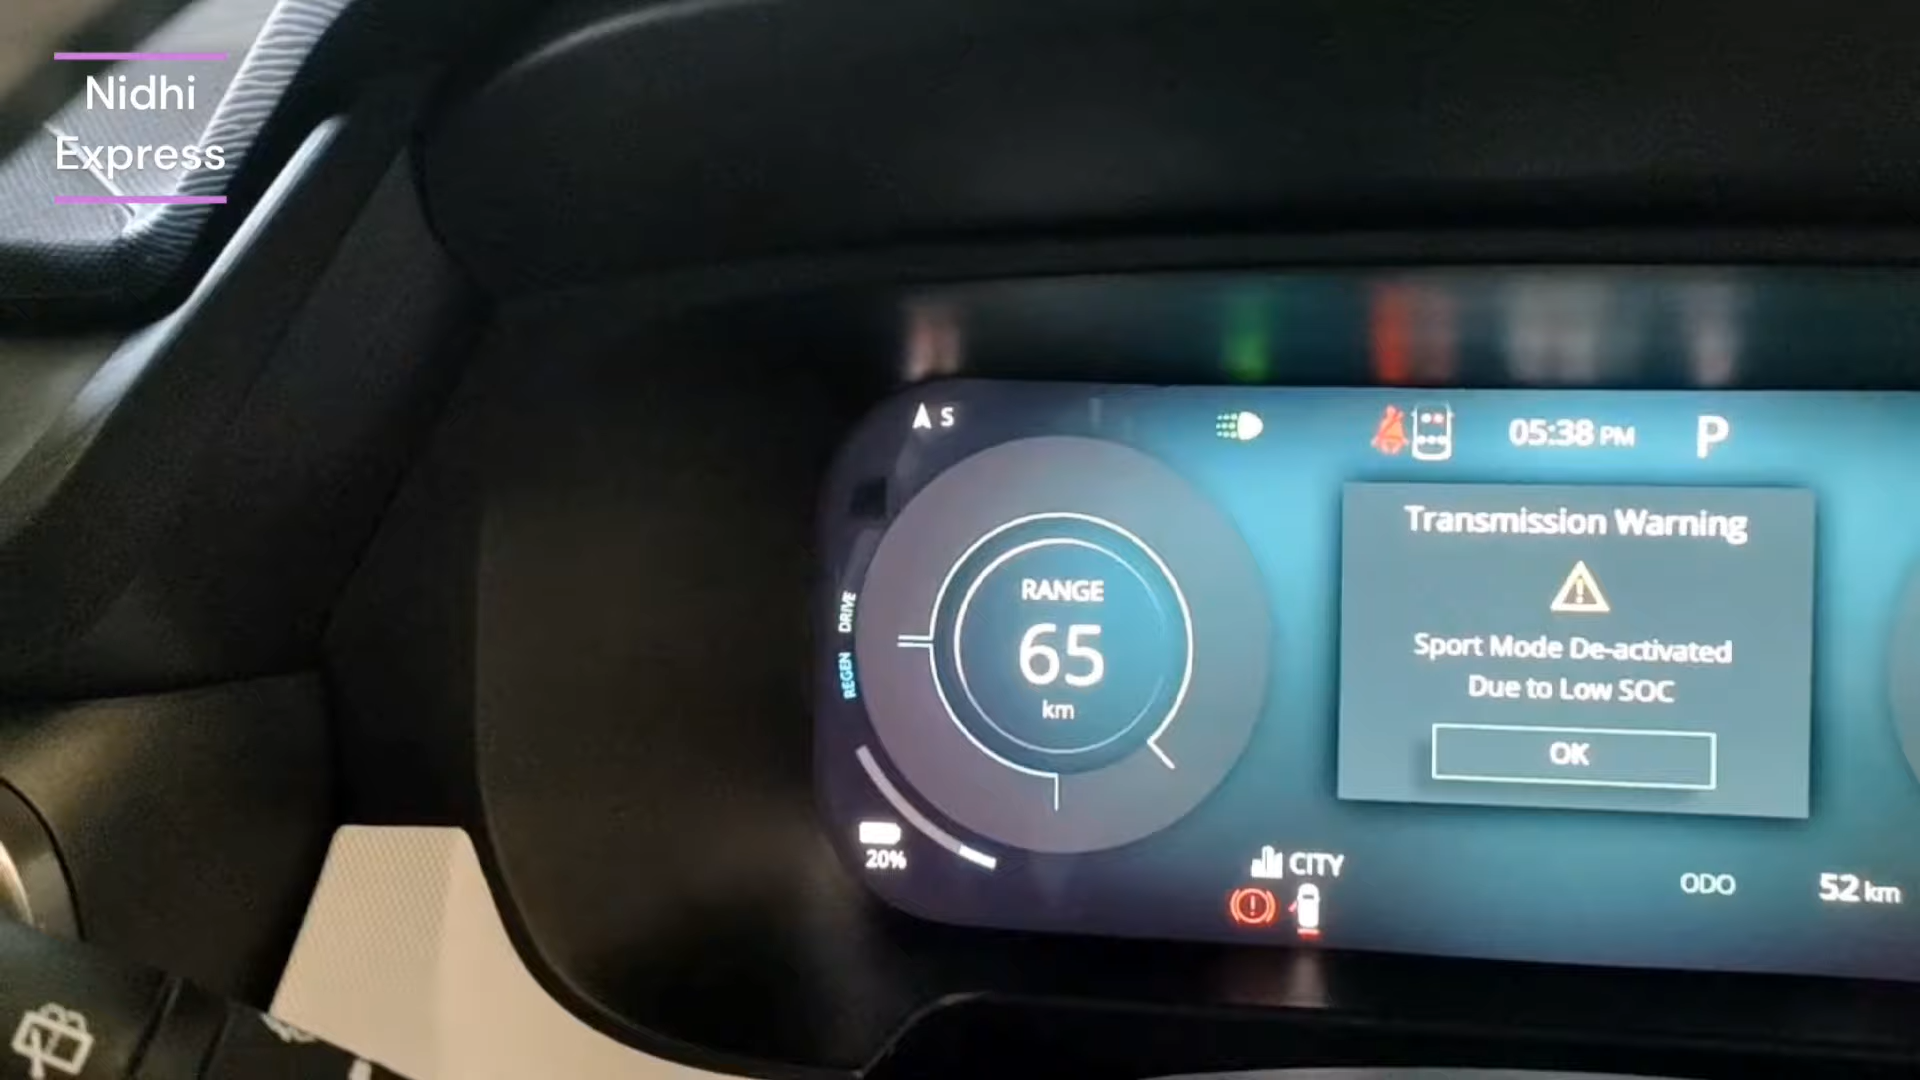 Nidhi
Express
S
05:38 PM
P
Transmission Warning
Sport Mode De-activated
Due to Low SOC
OK
RANGE
65
km
DRIVE
REGEN
20%
CITY
ODO
52 km